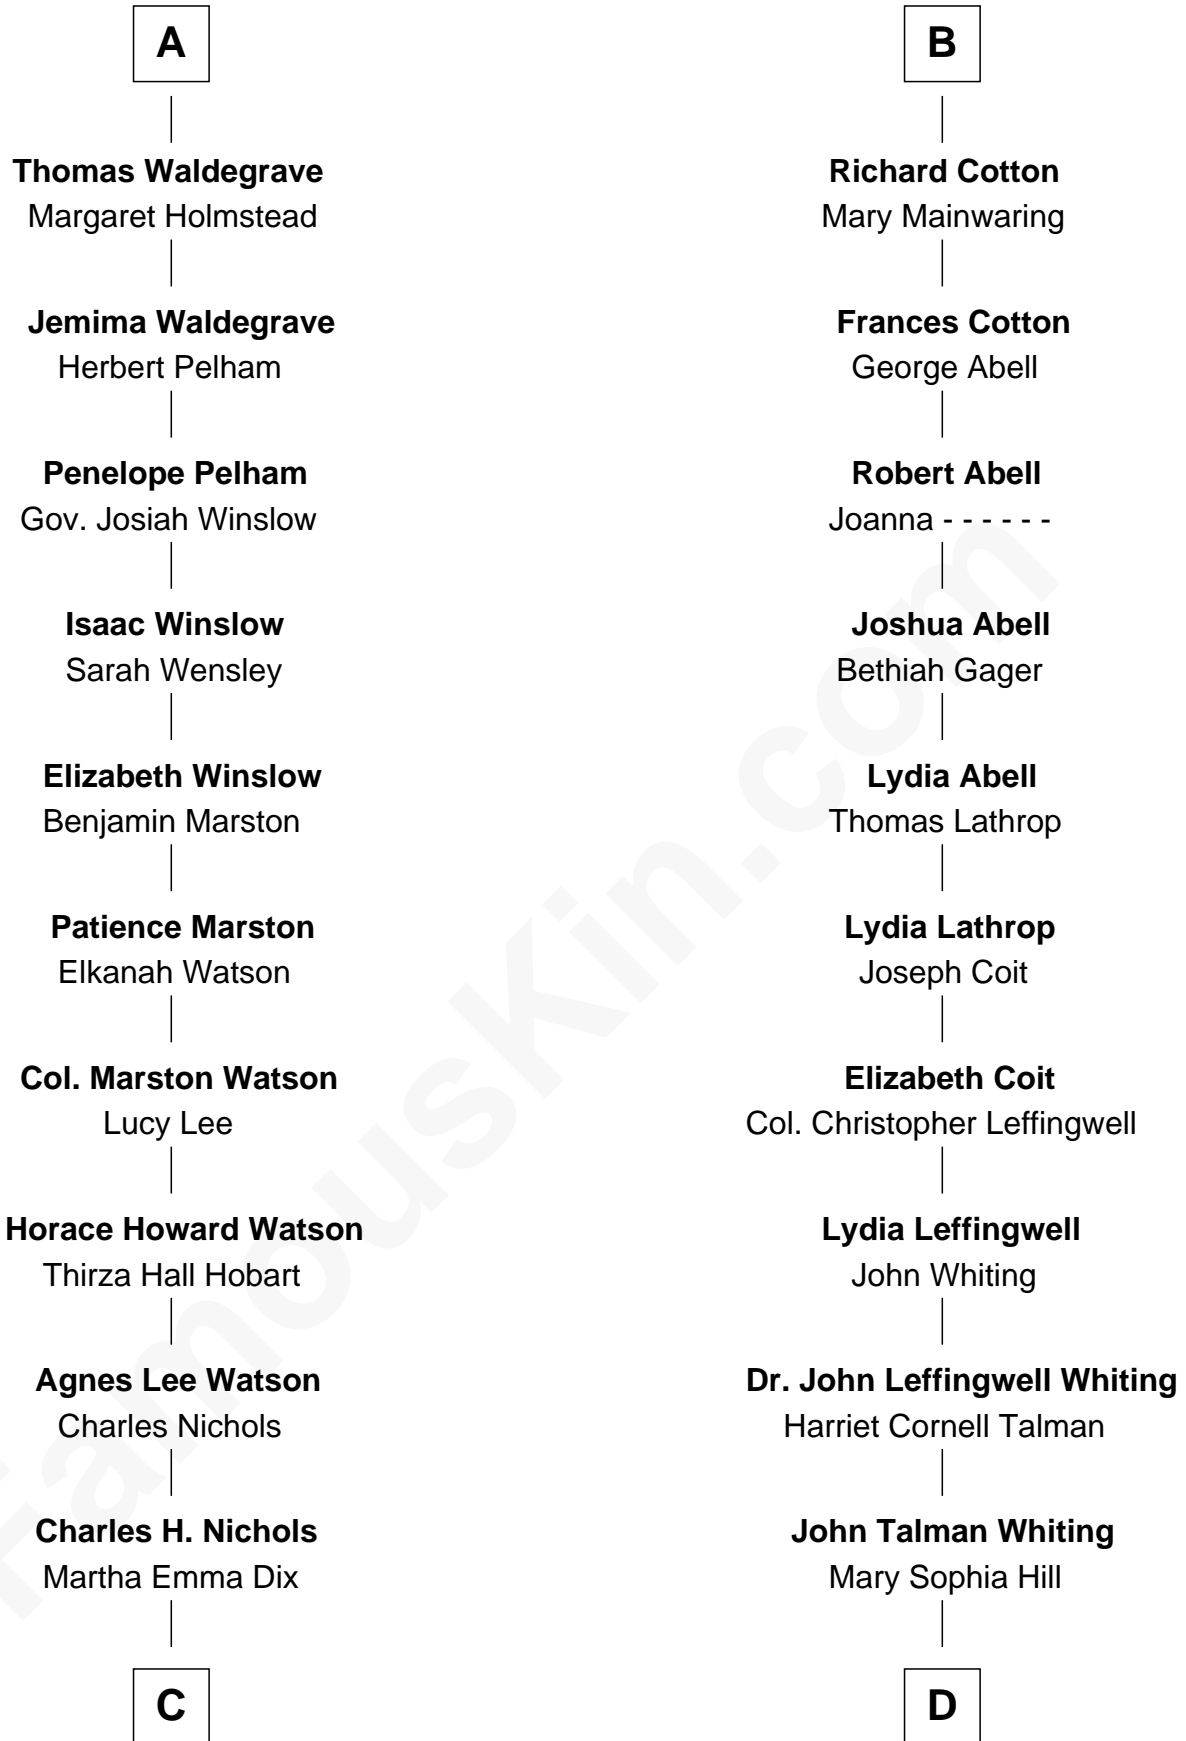 A
Thomas Waldegrave
Margaret Holmstead
Jemima Waldegrave
Herbert Pelham
Penelope Pelham
Gov. Josiah Winslow
Isaac Winslow
Sarah Wensley
Elizabeth Winslow
Benjamin Marston
Patience Marston
Elkanah Watson
Col. Marston Watson
Lucy Lee
Horace Howard Watson
Thirza Hall Hobart
Agnes Lee Watson
Charles Nichols
Charles H. Nichols
Martha Emma Dix
C
B
Richard Cotton
Mary Mainwaring
Frances Cotton
George Abell
Robert Abell
Joanna - - - - - -
Joshua Abell
Bethiah Gager
Lydia Abell
Thomas Lathrop
Lydia Lathrop
Joseph Coit
Elizabeth Coit
Col. Christopher Leffingwell
Lydia Leffingwell
John Whiting
Dr. John Leffingwell Whiting
Harriet Cornell Talman
John Talman Whiting
Mary Sophia Hill
D
FamousKin.com